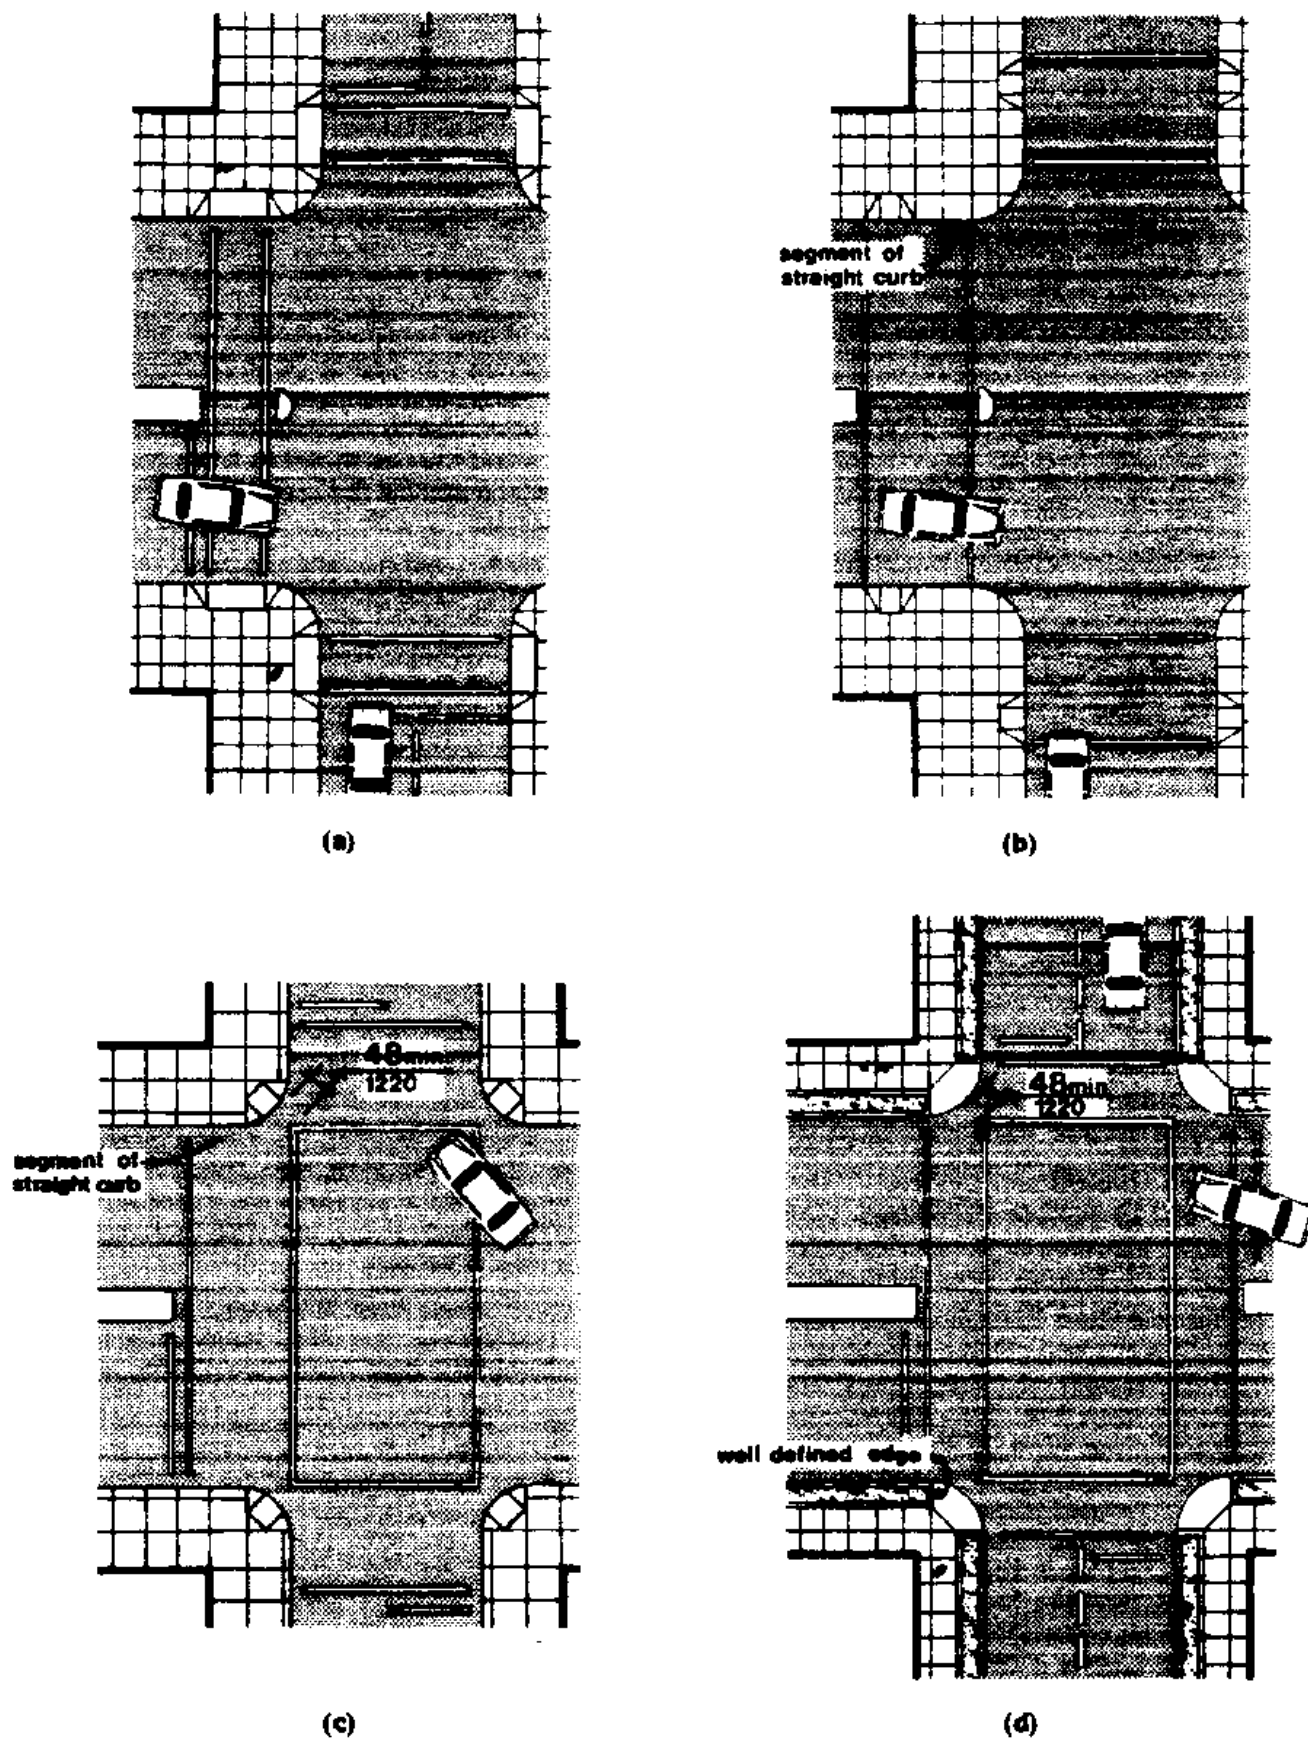 segment of
straight curb
(a)
(b)
48min
1220
segment of
straight curb
48min
1220
well defined edge
(c)
(d)